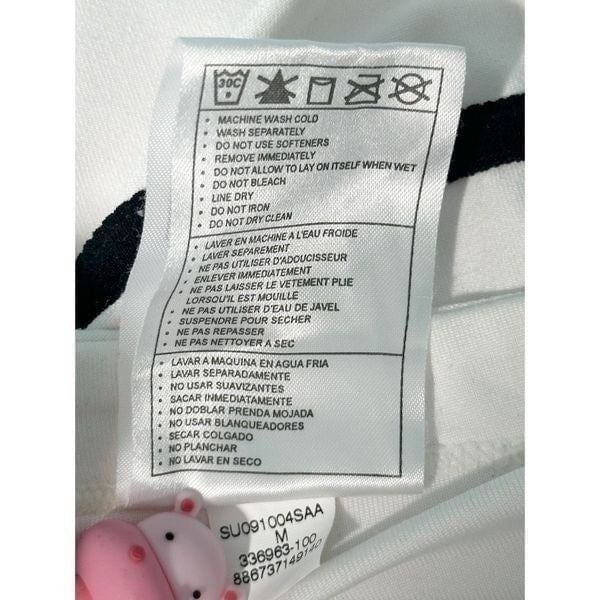 30C
• MACHINE WASH COLD
• WASH SEPARATELY
• DO NOT USE SOFTENERS
• REMOVE IMMEDIATELY
• DO NOT ALLOW TO LAY ON ITSELF WHEN WET
• DO NOT BLEACH
• LINE DRY
• DO NOT IRON
• DO NOT DRY CLEAN
• LAVER EN MACHINE A L'EAU FROIDE
• LAVER SEPAREMENT
• NE PAS UTILISER D'ADOUCISSEUR
• ENLEVER IMMEDIATEMENT
• NE PAS LAISSER LE VETEMENT PLIE
LORSQU'IL EST MOUILLE
• NE PAS UTILISER D'EAU DE JAVEL
• SUSPENDRE POUR SECHER
• NE PAS REPASSER
• NE PAS NETTOYER A SEC
• LAVAR A MAQUINA EN AGUA FRIA
• LAVAR SEPARADAMENTE
• NO USAR SUAVIZANTES
• SACAR INMEDIATAMENTE
• NO DOBLAR PRENDA MOJADA
• NO USAR BLANQUEADORES
• SECAR COLGADO
• NO PLANCHAR
• NO LAVAR EN SECO
SU091004SAA
M
336963-100
886737149140